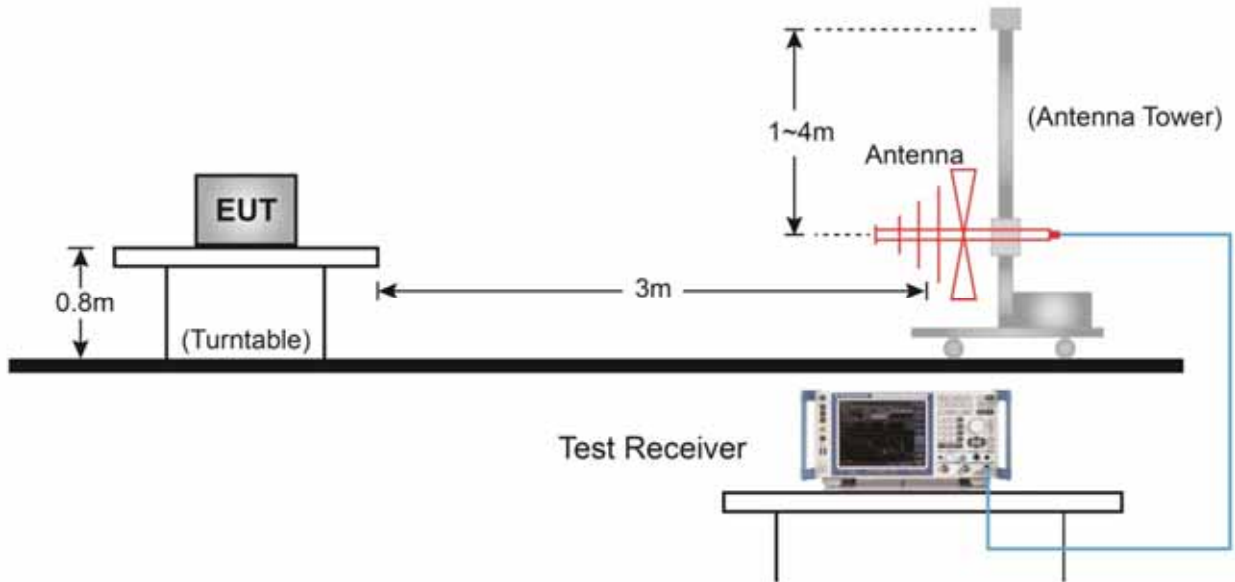 1~4m
(Antenna Tower)
Antenna
EUT
0.8m
3m
(Turntable)
Test Receiver